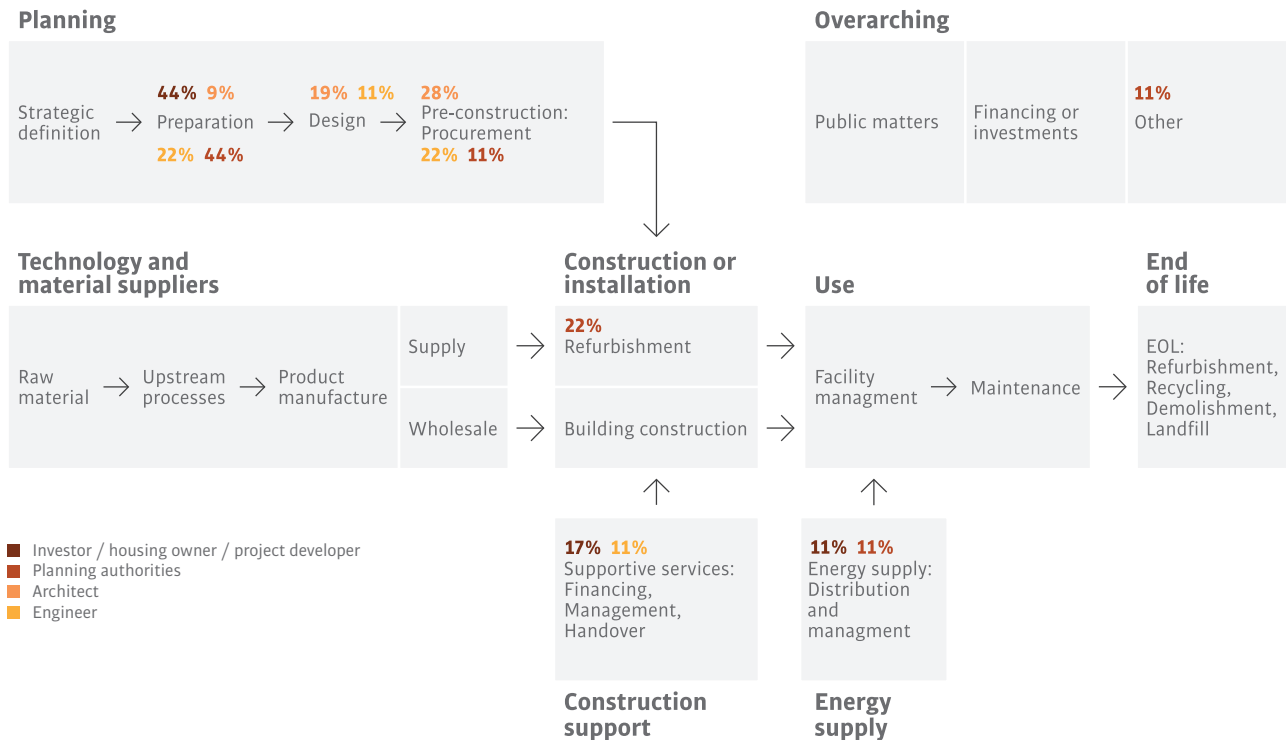 Planning
Strategic
definition
44% 9%
Preparation
22% 44%
19% 11%
Design
28%
Pre-construction:
Procurement
22% 11%
Overarching
Public matters
Financing or
investments
11%
Other
Technology and
material suppliers
Raw
material
Upstream
processes
Product
manufacture
Supply
Wholesale
Construction or
installation
22%
Refurbishment
Building construction
Use
Facility
managment
Maintenance
End
of life
EOL:
Refurbishment,
Recycling,
Demolishment,
Landfill
17% 11%
Supportive services:
Financing,
Management,
Handover
Construction
support
11% 11%
Energy supply:
Distribution
and
managment
Energy
supply
Investor / housing owner / project developer
Planning authorities
Architect
Engineer